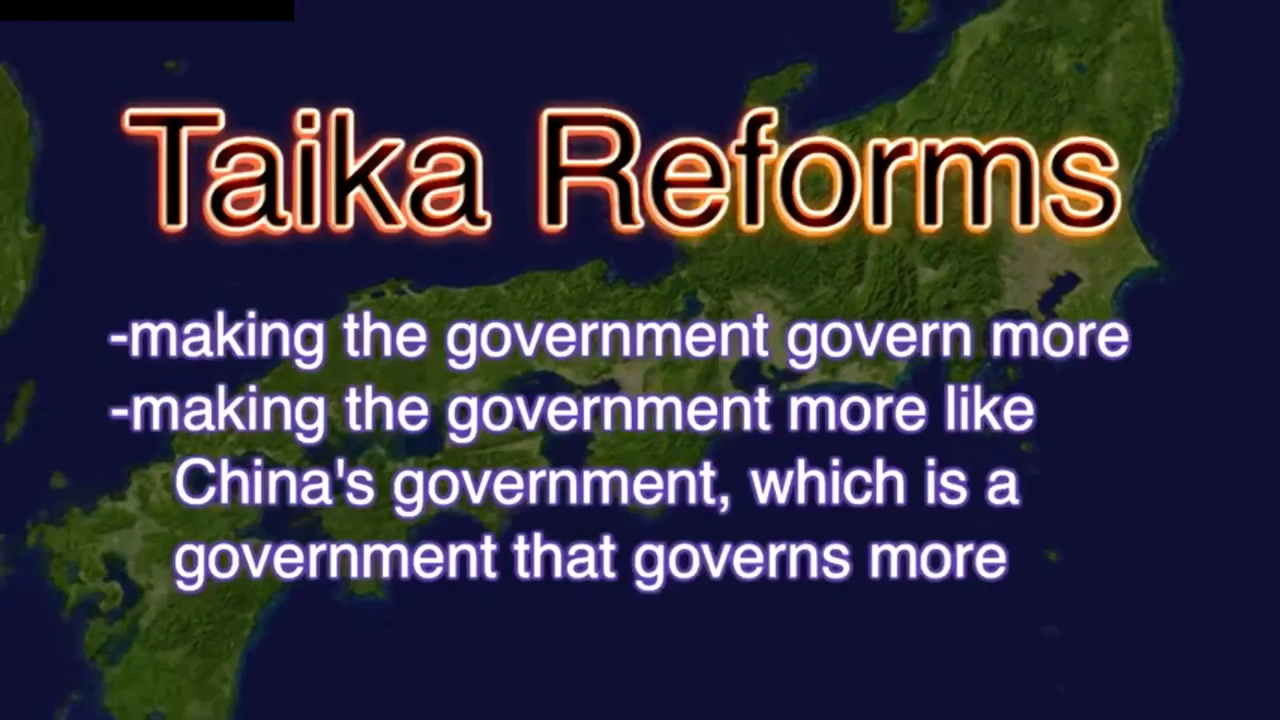 Taika Reforms
-making the government govern more
-making the government more like
China's government, which is a
government that governs more